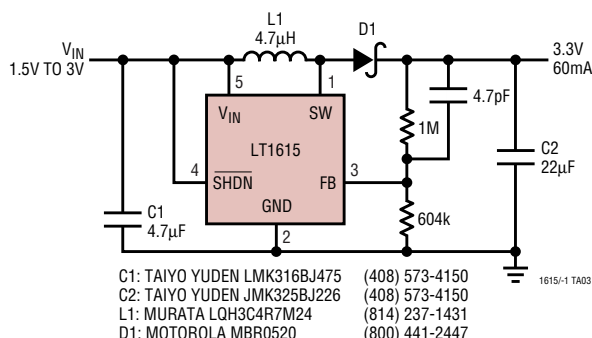 L1
4.7µH
D1
VIN
1.5V TO 3V
3.3V
60mA
5
1
VIN
SW
4.7pF
1M
LT1615
C2
22µF
4
SHDN
FB
3
GND
604k
C1
4.7µF
2
C1: TAIYO YUDEN LMK316BJ475 (408) 573-4150
C2: TAIYO YUDEN JMK325BJ226 (408) 573-4150
L1: MURATA LQH3C4R7M24 (814) 237-1431
D1: MOTOROLA MBR0520 (800) 441-2447
1615/-1 TA03